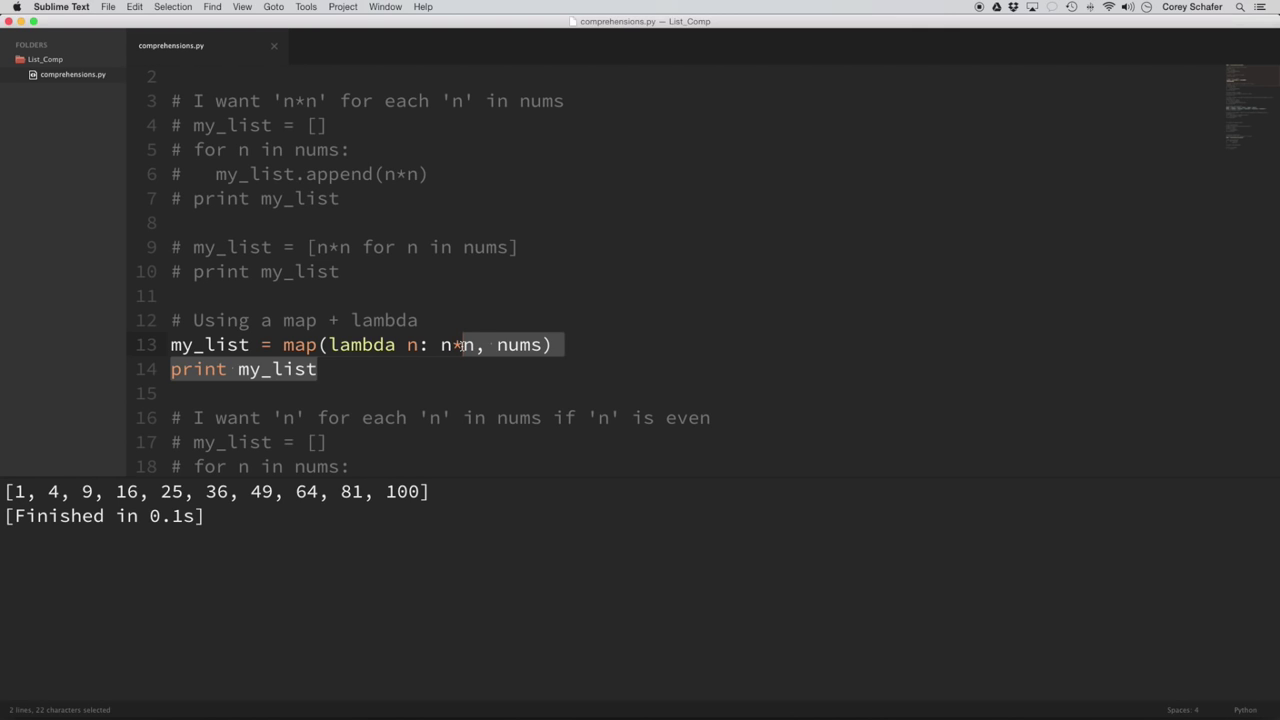 Sublime Text File Edit Selection Find View Goto Tools Project Window Help Corey Schafer
comprehensions.py — List_Comp
FOLDERS
List_Comp
comprehensions.py
comprehensions.py
2
3 # I want 'n*n' for each 'n' in nums
4 # my_list = []
5 # for n in nums:
6 #   my_list.append(n*n)
7 # print my_list
8
9 # my_list = [n*n for n in nums]
10 # print my_list
11
12 # Using a map + lambda
13 my_list = map(lambda n: n*n, nums)
14 print my_list
15
16 # I want 'n' for each 'n' in nums if 'n' is even
17 # my_list = []
18 # for n in nums:
[1, 4, 9, 16, 25, 36, 49, 64, 81, 100]
[Finished in 0.1s]
2 lines, 22 characters selected Spaces: 4 Python